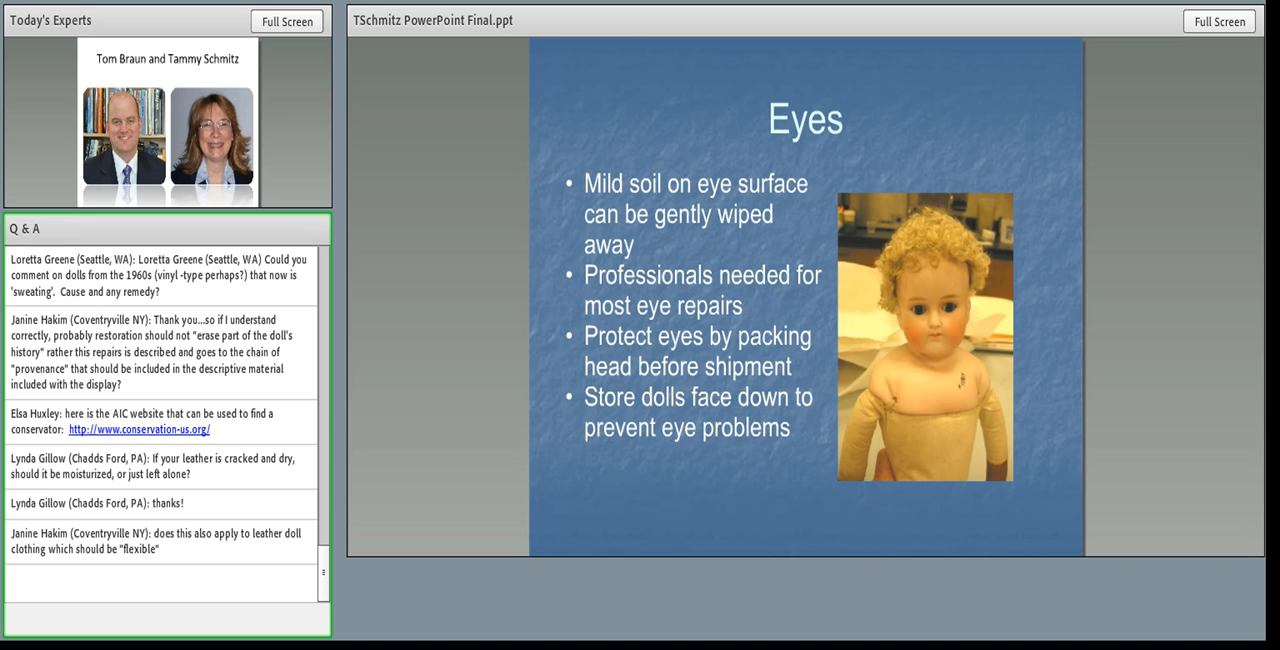 Today's Experts
Full Screen
Tom Braun and Tammy Schmitz
Q & A
Loretta Greene (Seattle, WA): Loretta Greene (Seattle, WA) Could you
comment on dolls from the 1960s (vinyl -type perhaps?) that now is
'sweating'.  Cause and any remedy?
Janine Hakim (Coventryville NY): Thank you...so if I understand
correctly, probably restoration should not "erase part of the doll's
history" rather this repairs is described and goes to the chain of
"provenance" that should be included in the descriptive material
included with the display?
Elsa Huxley: here is the AIC website that can be used to find a
conservator:  http://www.conservation-us.org/
Lynda Gillow (Chadds Ford, PA): If your leather is cracked and dry,
should it be moisturized, or just left alone?
Lynda Gillow (Chadds Ford, PA): thanks!
Janine Hakim (Coventryville NY): does this also apply to leather doll
clothing which should be "flexible"
TSchmitz PowerPoint Final.ppt
Full Screen
Eyes
• Mild soil on eye surface
can be gently wiped
away
• Professionals needed for
most eye repairs
• Protect eyes by packing
head before shipment
• Store dolls face down to
prevent eye problems